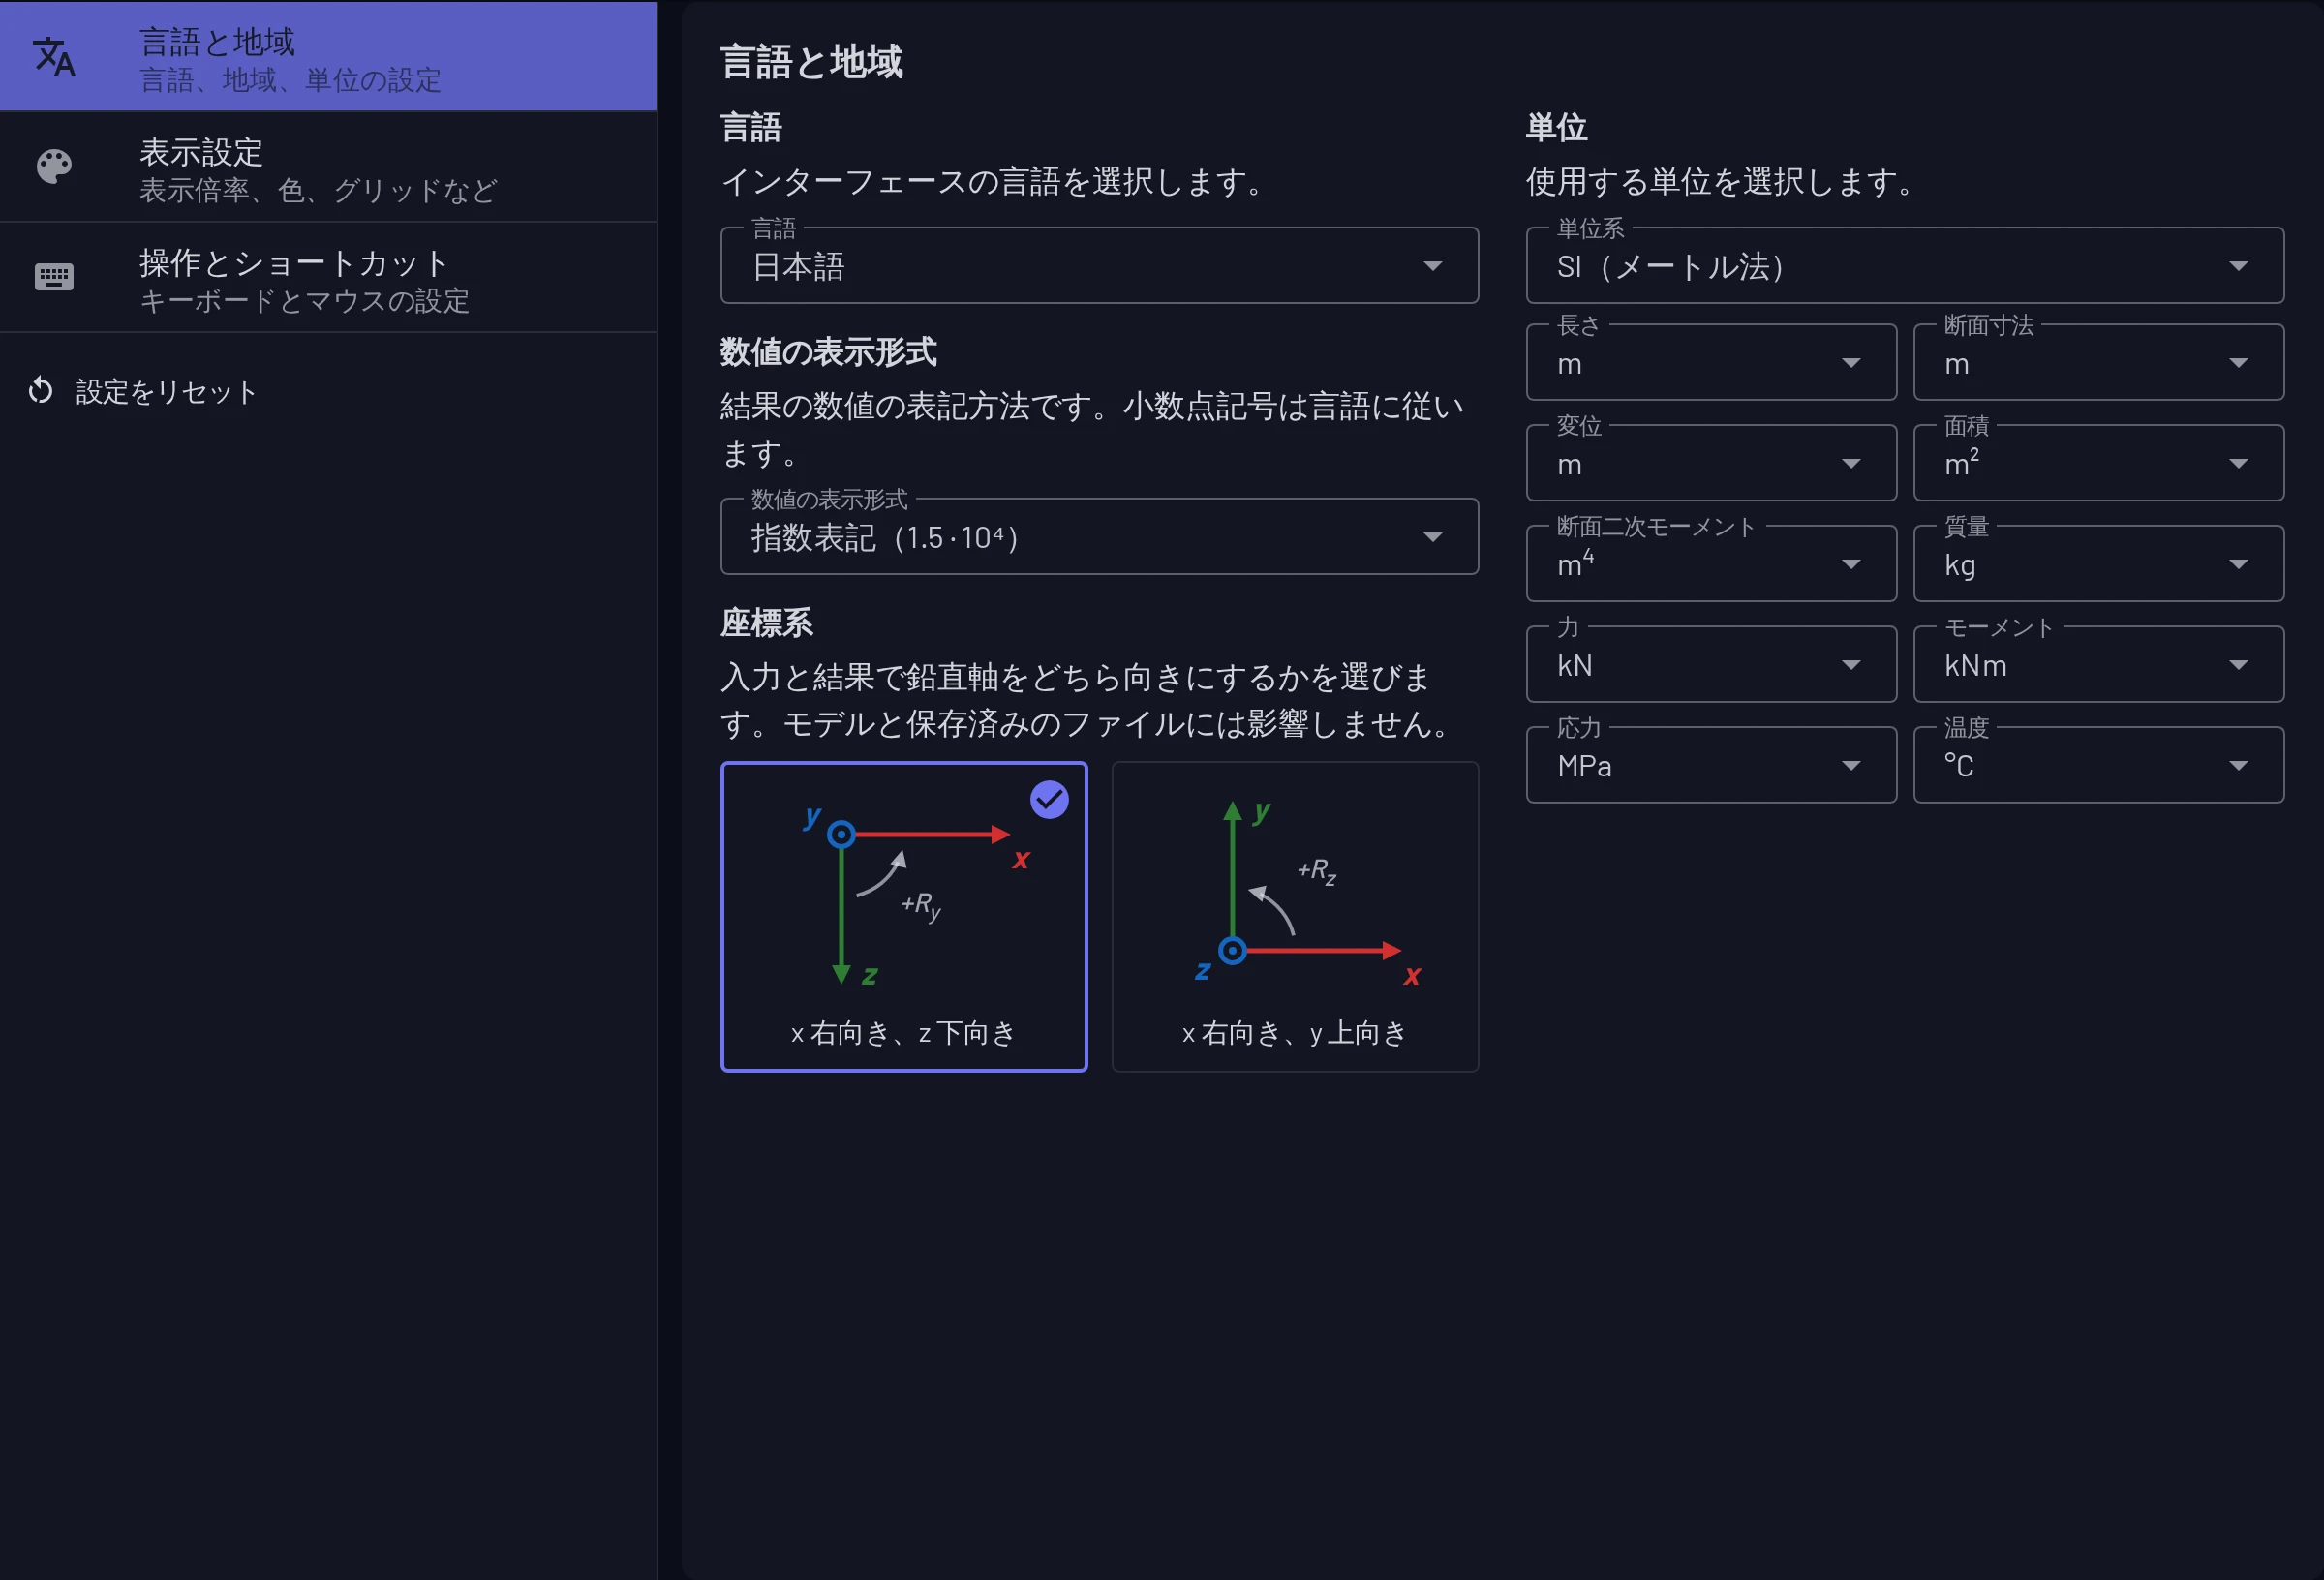 言語と地域
言語、地域、単位の設定
表示設定
表示倍率、色、グリッドなど
操作とショートカット
キーボードとマウスの設定
設定をリセット
言語と地域
言語
インターフェースの言語を選択します。
言語
日本語
数値の表示形式
結果の数値の表記方法です。小数点記号は言語に従い
ます。
数値の表示形式
指数表記（1.5·10⁴）
座標系
入力と結果で鉛直軸をどちら向きにするかを選びま
す。モデルと保存済みのファイルには影響しません。
y
x
+Ry
z
x 右向き、z 下向き
y
+Rz
z
x
x 右向き、y 上向き
単位
使用する単位を選択します。
単位系
SI（メートル法）
長さ
m
断面寸法
m
変位
m
面積
m²
断面二次モーメント
m⁴
質量
kg
力
kN
モーメント
kNm
応力
MPa
温度
°C